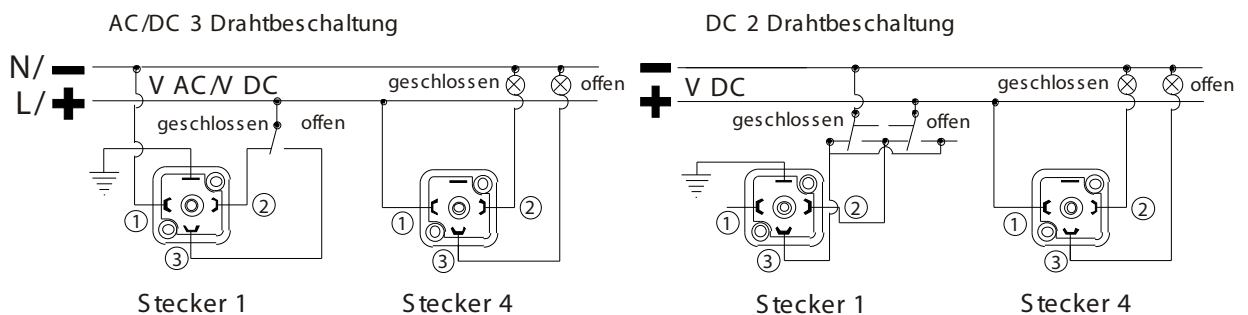 AC/DC 3 Drahtbeschaltung
N/ −
L/ +
V AC/V DC
geschlossen offen
geschlossen offen
1
2
3
1
2
3
Stecker 1
Stecker 4
DC 2 Drahtbeschaltung
−
+
V DC
geschlossen offen
geschlossen offen
1
2
3
1
2
3
Stecker 1
Stecker 4